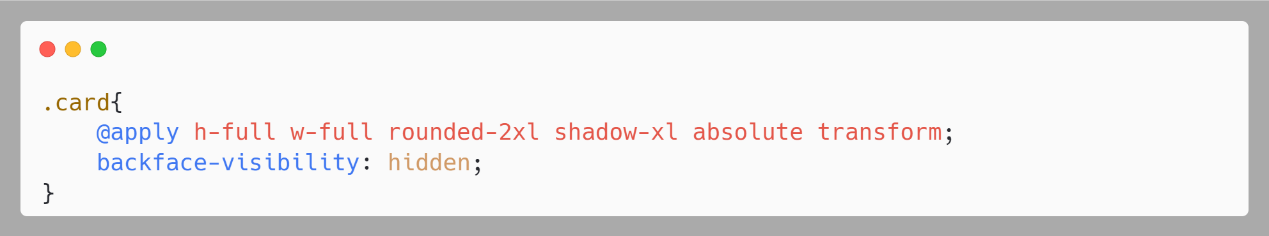 .card{
    @apply h-full w-full rounded-2xl shadow-xl absolute transform;
    backface-visibility: hidden;
}